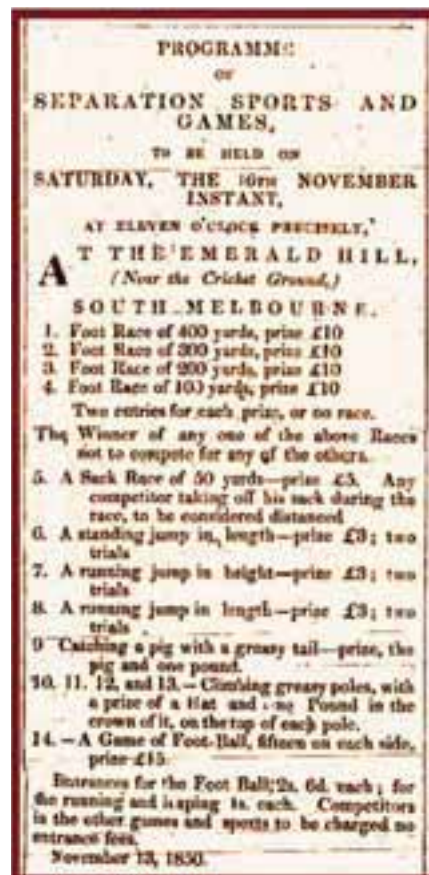 PROGRAMME
OF
SEPARATION SPORTS AND
GAMES,
TO BE HELD ON
SATURDAY, THE 16TH NOVEMBER
INSTANT,
AT ELEVEN O'CLOCK PRECISELY,
AT THE EMERALD HILL,
(Near the Cricket Ground,)
SOUTH MELBOURNE.
1. Foot Race of 400 yards, prize £10
2. Foot Race of 300 yards, prize £10
3. Foot Race of 200 yards, prize £10
4. Foot Race of 100 yards, prize £10
Two entries for each prize, or no race.
The Winner of any one of the above Races
not to compete for any of the others.
5. A Sack Race of 50 yards—prize £3. Any
competitor taking off his sack during the
race, to be considered distanced
6. A standing jump in length—prize £3; two
trials
7. A running jump in height—prize £3; two
trials
8. A running jump in length—prize £3; two
trials
9 Catching a pig with a greasy tail—prize, the
pig and one pound.
10. 11. 12, and 13.—Climbing greasy poles, with
a prize of a Hat and one Pound in the
crown of it, on the top of each pole.
14.—A Game of Foot-Ball, fifteen on each side,
prize £15
Entrances for the Foot Ball, 2s. 6d. each; for
the running and leaping 1s. each. Competitors
in the other games and sports to be charged no
entrance fees.
November 13, 1850.